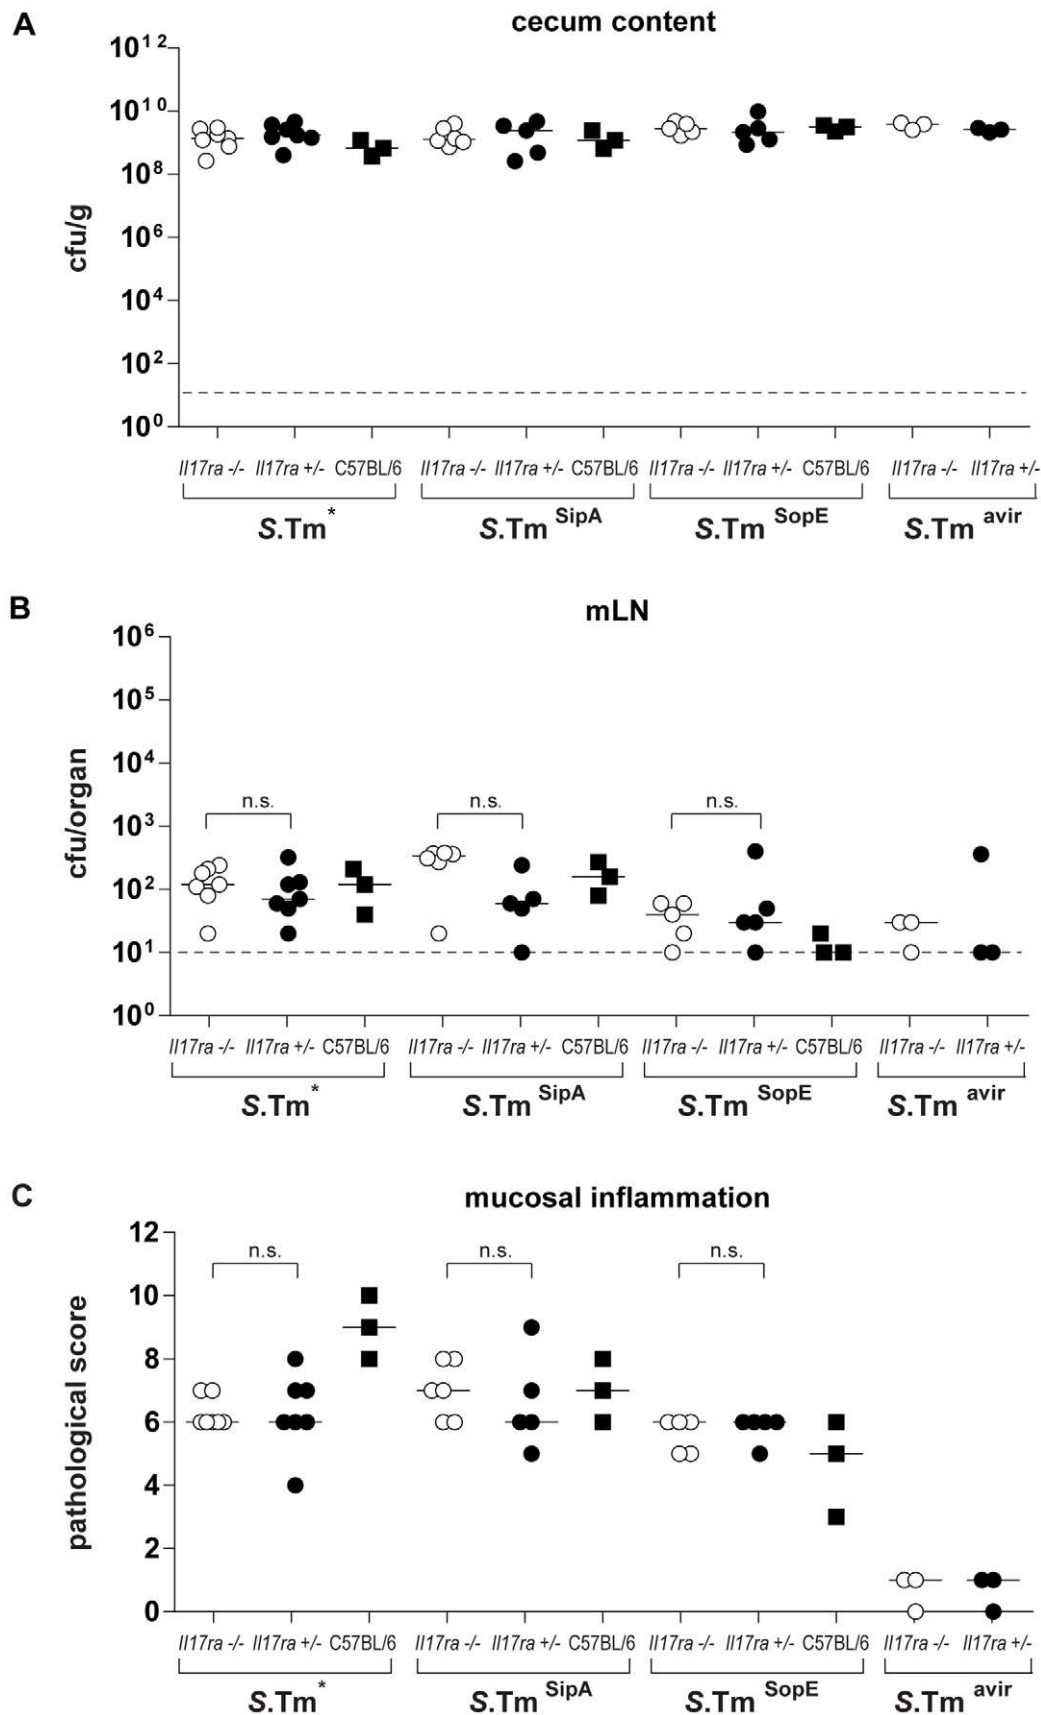 A
cecum content
10^12
10^10
10^8
10^6
10^4
10^2
10^0
cfu/g
Il17ra -/- Il17ra +/- C57BL/6 Il17ra -/- Il17ra +/- C57BL/6 Il17ra -/- Il17ra +/- C57BL/6 Il17ra -/- Il17ra +/-
S.Tm* S.Tm SipA S.Tm SopE S.Tm avir
B
mLN
10^6
10^5
10^4
10^3
10^2
10^1
10^0
cfu/organ
n.s. n.s. n.s.
Il17ra -/- Il17ra +/- C57BL/6 Il17ra -/- Il17ra +/- C57BL/6 Il17ra -/- Il17ra +/- C57BL/6 Il17ra -/- Il17ra +/-
S.Tm* S.Tm SipA S.Tm SopE S.Tm avir
C
mucosal inflammation
12
10
8
6
4
2
0
pathological score
n.s. n.s. n.s.
Il17ra -/- Il17ra +/- C57BL/6 Il17ra -/- Il17ra +/- C57BL/6 Il17ra -/- Il17ra +/- C57BL/6 Il17ra -/- Il17ra +/-
S.Tm* S.Tm SipA S.Tm SopE S.Tm avir